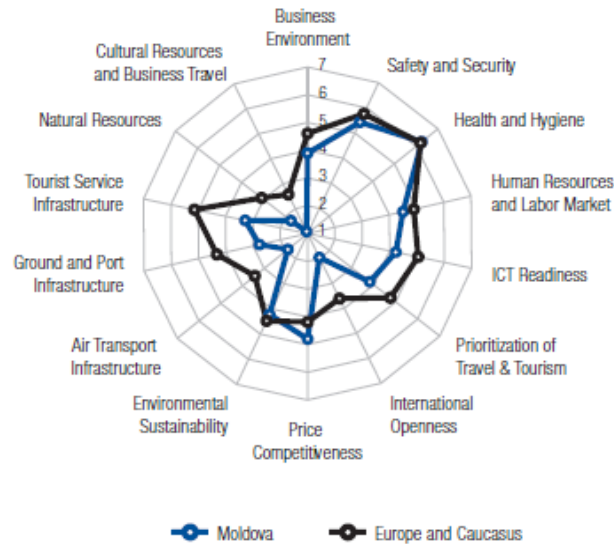 Business
Environment
Cultural Resources
and Business Travel
Safety and Security
Natural Resources
Health and Hygiene
Tourist Service
Infrastructure
Human Resources
and Labor Market
Ground and Port
Infrastructure
ICT Readiness
Air Transport
Infrastructure
Prioritization of
Travel & Tourism
Environmental
Sustainability
International
Openness
Price
Competitiveness
7
6
5
4
3
2
1
Moldova
Europe and Caucasus